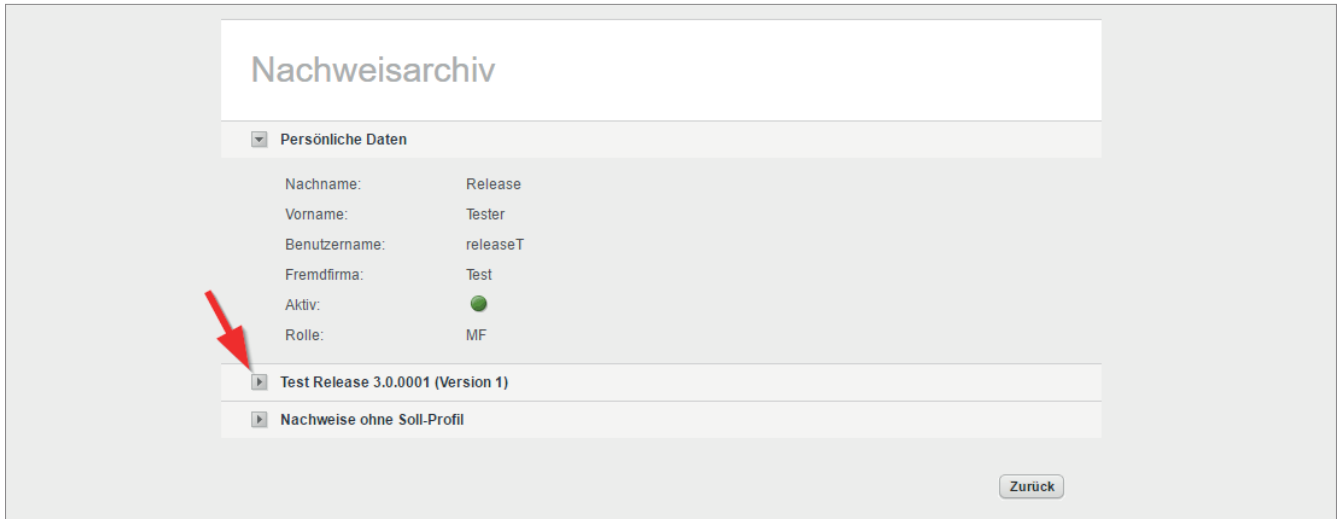 Nachweisarchiv
Persönliche Daten
Nachname: Release
Vorname: Tester
Benutzername: releaseT
Fremdfirma: Test
Aktiv:
Rolle: MF
Test Release 3.0.0001 (Version 1)
Nachweise ohne Soll-Profil
Zurück